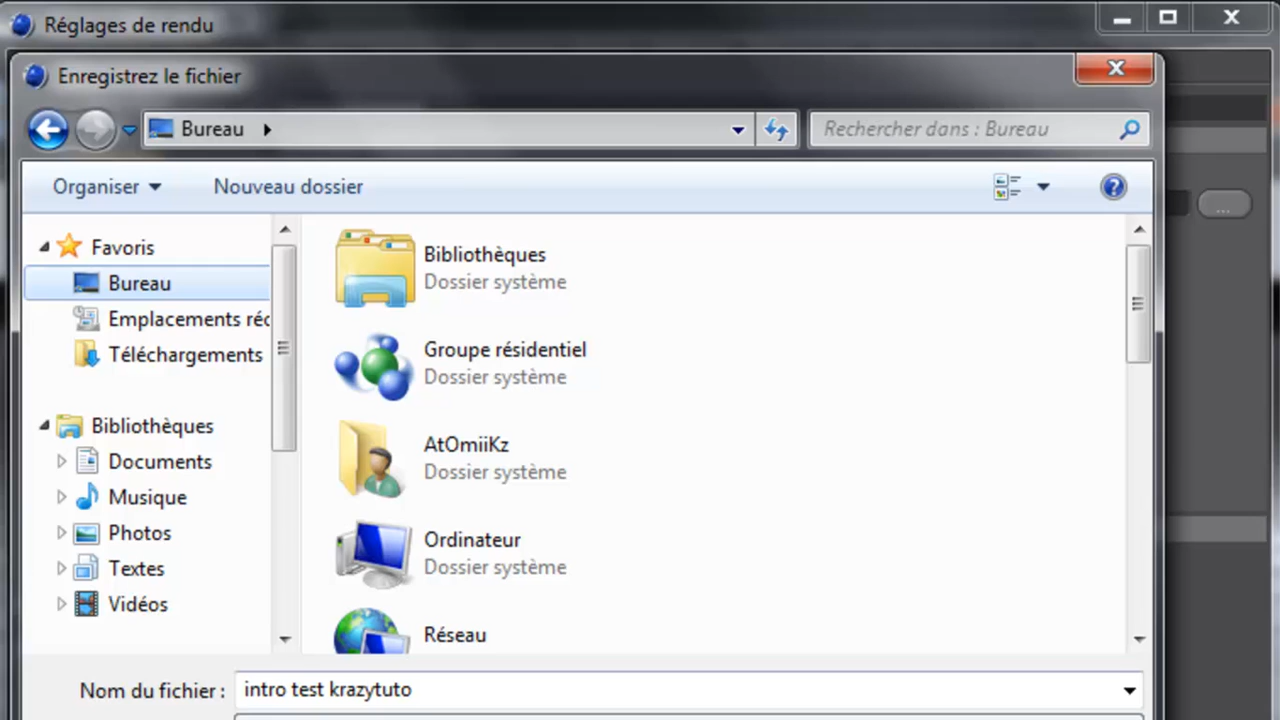 Réglages de rendu
Enregistrez le fichier
Bureau
Rechercher dans : Bureau
Organiser
Nouveau dossier
...
Favoris
Bureau
Emplacements réc
Téléchargements
Bibliothèques
Documents
Musique
Photos
Textes
Vidéos
Bibliothèques
Dossier système
Groupe résidentiel
Dossier système
AtOmiiKz
Dossier système
Ordinateur
Dossier système
Réseau
Nom du fichier :
intro test krazytuto